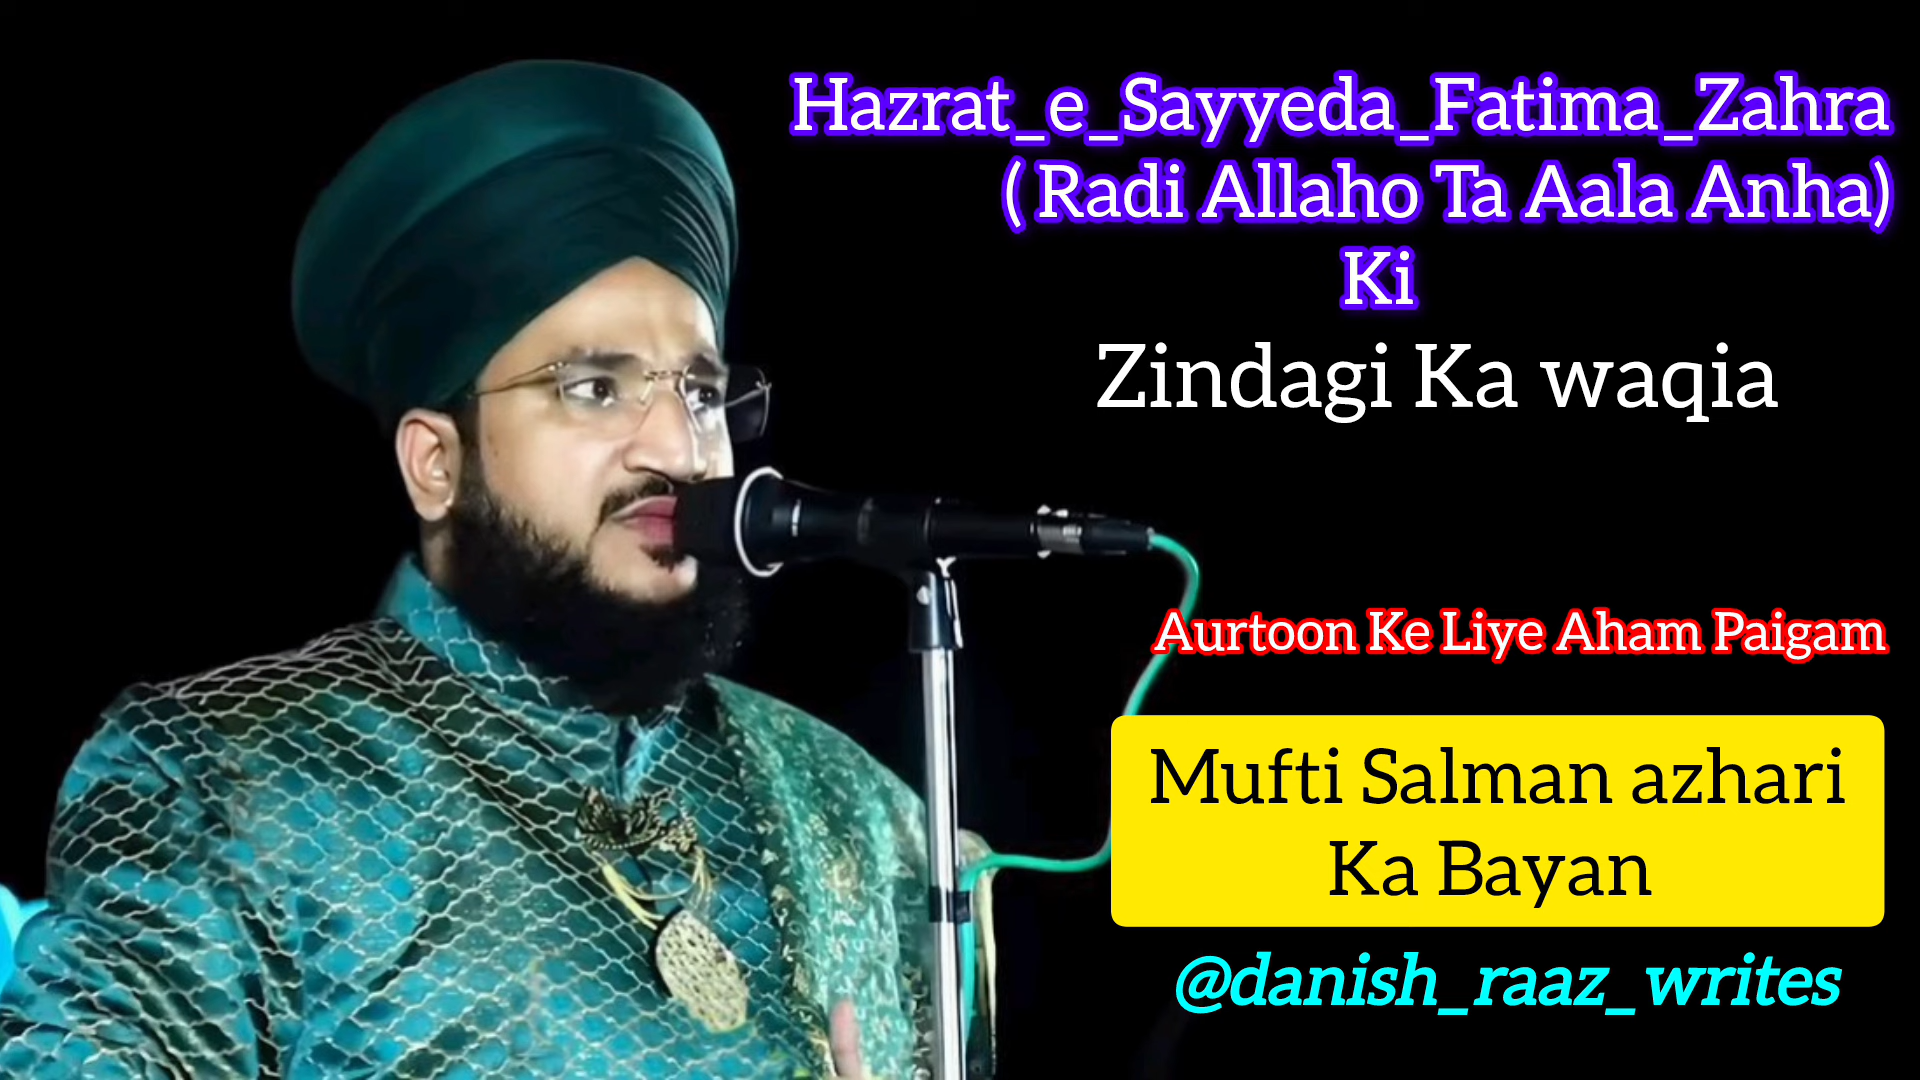 Hazrat_e_Sayyeda_Fatima_Zahra
( Radi Allaho Ta Aala Anha)
Ki
Zindagi Ka waqia
Aurtoon Ke Liye Aham Paigam
Mufti Salman azhari
Ka Bayan
@danish_raaz_writes